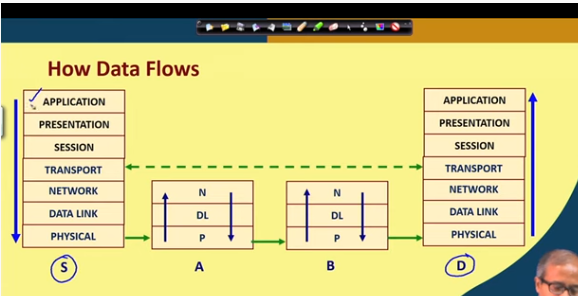 How Data Flows
APPLICATION
PRESENTATION
SESSION
TRANSPORT
NETWORK
DATA LINK
PHYSICAL
S
N
DL
P
A
N
DL
P
B
APPLICATION
PRESENTATION
SESSION
TRANSPORT
NETWORK
DATA LINK
PHYSICAL
D